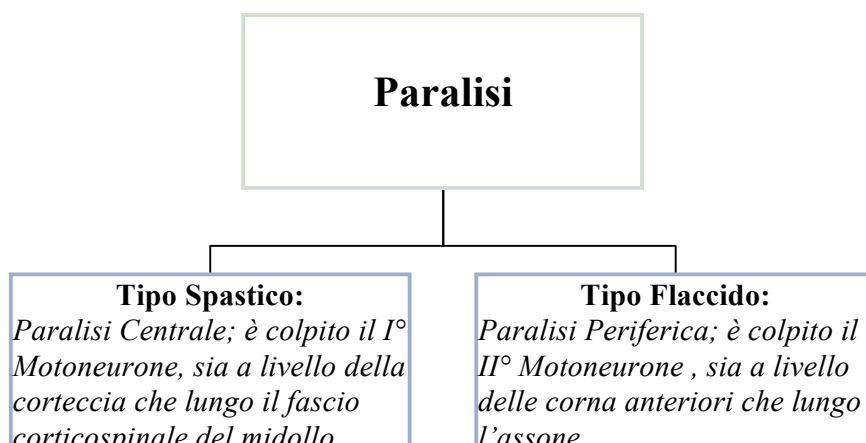 Paralisi
Tipo Spastico:
Paralisi Centrale; è colpito il I°
Motoneurone, sia a livello della
corteccia che lungo il fascio
corticospinale del midollo
Tipo Flaccido:
Paralisi Periferica; è colpito il
II° Motoneurone , sia a livello
delle corna anteriori che lungo
l’assone